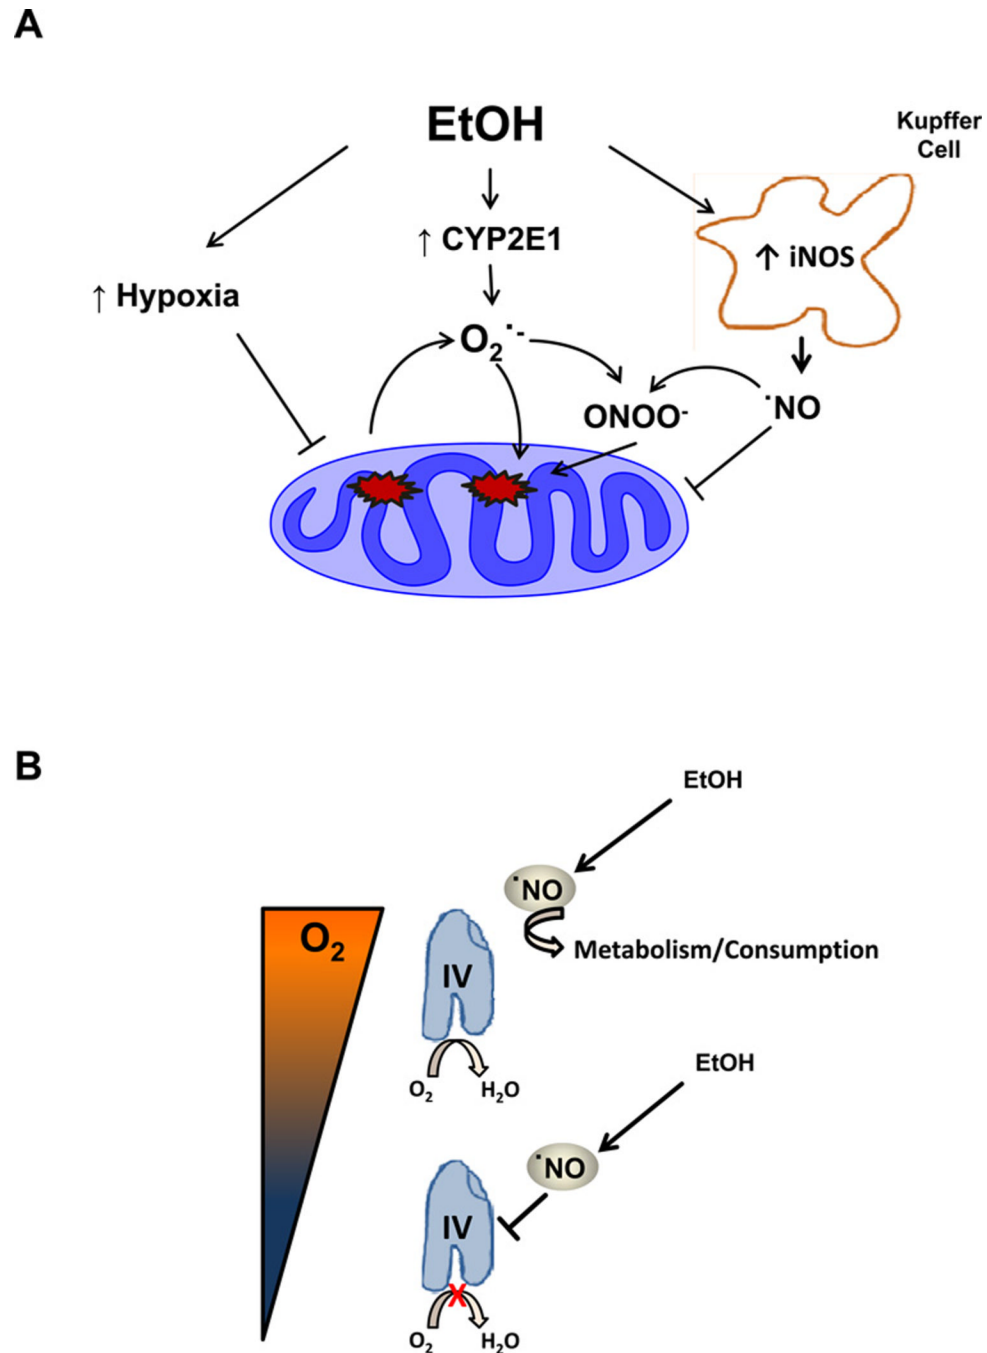 A
EtOH
Kupffer
Cell
↑ CYP2E1
↑ iNOS
↑ Hypoxia
O₂˙⁻
ONOO⁻
˙NO
B
EtOH
˙NO
O₂
Metabolism/Consumption
IV
O₂
H₂O
EtOH
˙NO
IV
X
O₂
H₂O